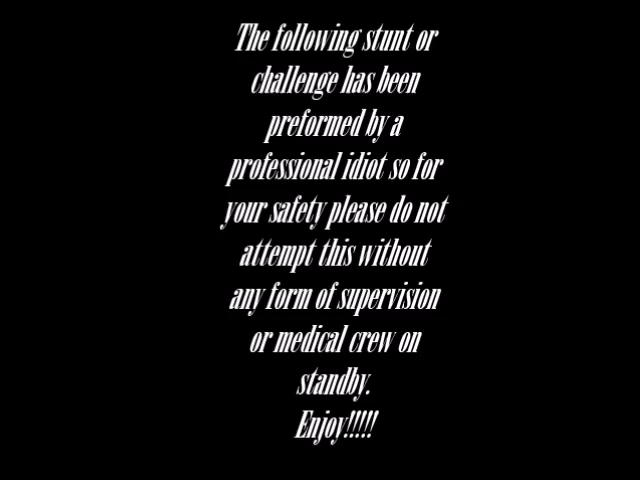 The following stunt or
challenge has been
preformed by a
professional idiot so for
your safety please do not
attempt this without
any form of supervision
or medical crew on
standby.
Enjoy!!!!!